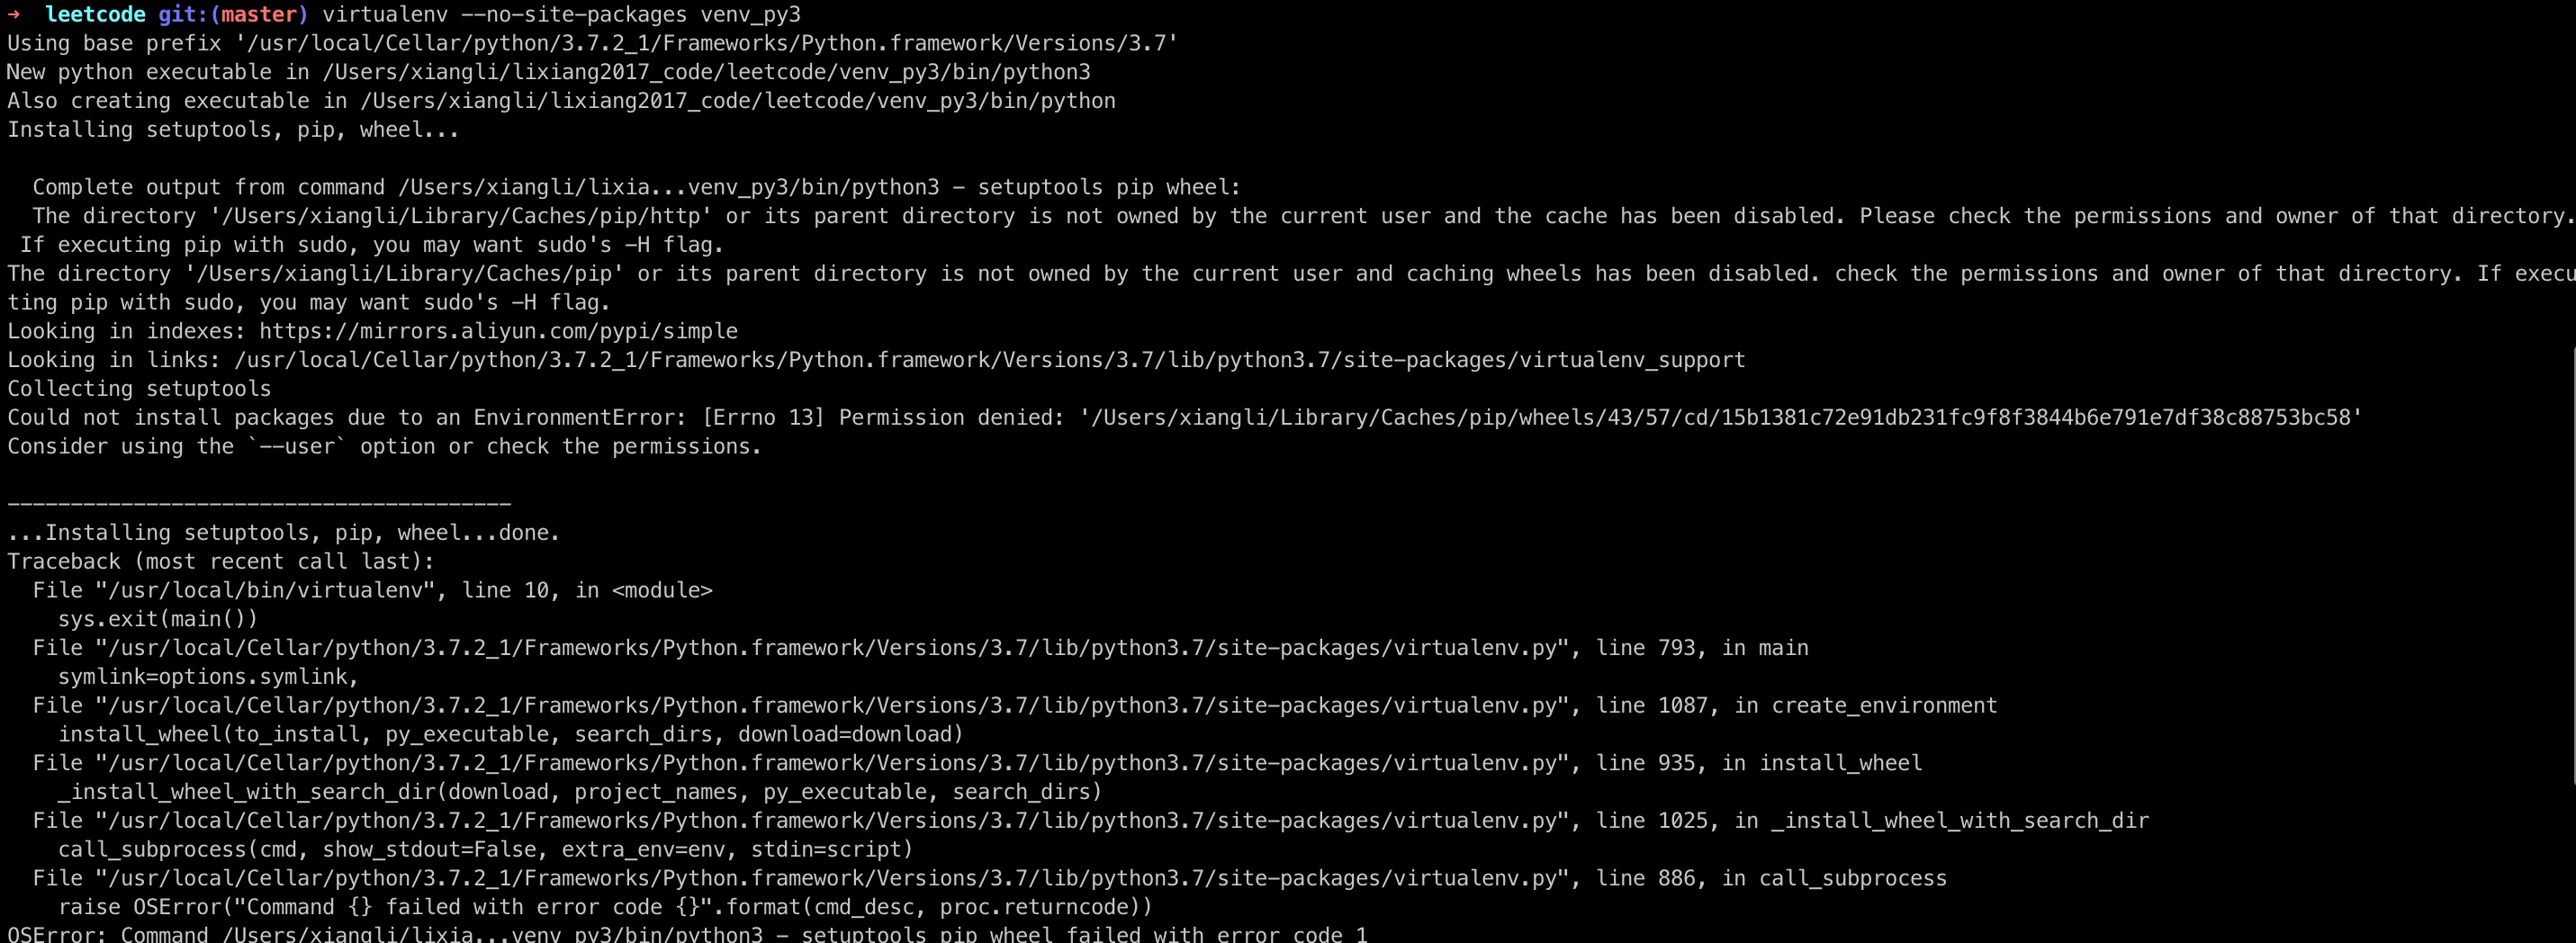 →  leetcode git:(master) virtualenv --no-site-packages venv_py3
Using base prefix '/usr/local/Cellar/python/3.7.2_1/Frameworks/Python.framework/Versions/3.7'
New python executable in /Users/xiangli/lixiang2017_code/leetcode/venv_py3/bin/python3
Also creating executable in /Users/xiangli/lixiang2017_code/leetcode/venv_py3/bin/python
Installing setuptools, pip, wheel...
  Complete output from command /Users/xiangli/lixia...venv_py3/bin/python3 - setuptools pip wheel:
  The directory '/Users/xiangli/Library/Caches/pip/http' or its parent directory is not owned by the current user and the cache has been disabled. Please check the permissions and owner of that directory.
 If executing pip with sudo, you may want sudo's -H flag.
The directory '/Users/xiangli/Library/Caches/pip' or its parent directory is not owned by the current user and caching wheels has been disabled. check the permissions and owner of that directory. If execu
ting pip with sudo, you may want sudo's -H flag.
Looking in indexes: https://mirrors.aliyun.com/pypi/simple
Looking in links: /usr/local/Cellar/python/3.7.2_1/Frameworks/Python.framework/Versions/3.7/lib/python3.7/site-packages/virtualenv_support
Collecting setuptools
Could not install packages due to an EnvironmentError: [Errno 13] Permission denied: '/Users/xiangli/Library/Caches/pip/wheels/43/57/cd/15b1381c72e91db231fc9f8f3844b6e791e7df38c88753bc58'
Consider using the `--user` option or check the permissions.
----------------------------------------
...Installing setuptools, pip, wheel...done.
Traceback (most recent call last):
  File "/usr/local/bin/virtualenv", line 10, in <module>
    sys.exit(main())
  File "/usr/local/Cellar/python/3.7.2_1/Frameworks/Python.framework/Versions/3.7/lib/python3.7/site-packages/virtualenv.py", line 793, in main
    symlink=options.symlink,
  File "/usr/local/Cellar/python/3.7.2_1/Frameworks/Python.framework/Versions/3.7/lib/python3.7/site-packages/virtualenv.py", line 1087, in create_environment
    install_wheel(to_install, py_executable, search_dirs, download=download)
  File "/usr/local/Cellar/python/3.7.2_1/Frameworks/Python.framework/Versions/3.7/lib/python3.7/site-packages/virtualenv.py", line 935, in install_wheel
    _install_wheel_with_search_dir(download, project_names, py_executable, search_dirs)
  File "/usr/local/Cellar/python/3.7.2_1/Frameworks/Python.framework/Versions/3.7/lib/python3.7/site-packages/virtualenv.py", line 1025, in _install_wheel_with_search_dir
    call_subprocess(cmd, show_stdout=False, extra_env=env, stdin=script)
  File "/usr/local/Cellar/python/3.7.2_1/Frameworks/Python.framework/Versions/3.7/lib/python3.7/site-packages/virtualenv.py", line 886, in call_subprocess
    raise OSError("Command {} failed with error code {}".format(cmd_desc, proc.returncode))
OSError: Command /Users/xiangli/lixia...venv_py3/bin/python3 - setuptools pip wheel failed with error code 1